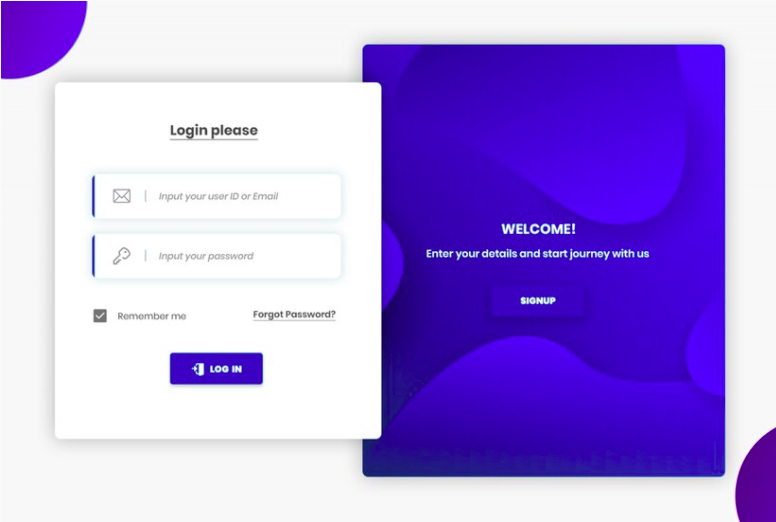 Login please
Input your user ID or Email
Input your password
Remember me
Forgot Password?
LOG IN
WELCOME!
Enter your details and start journey with us
SIGNUP